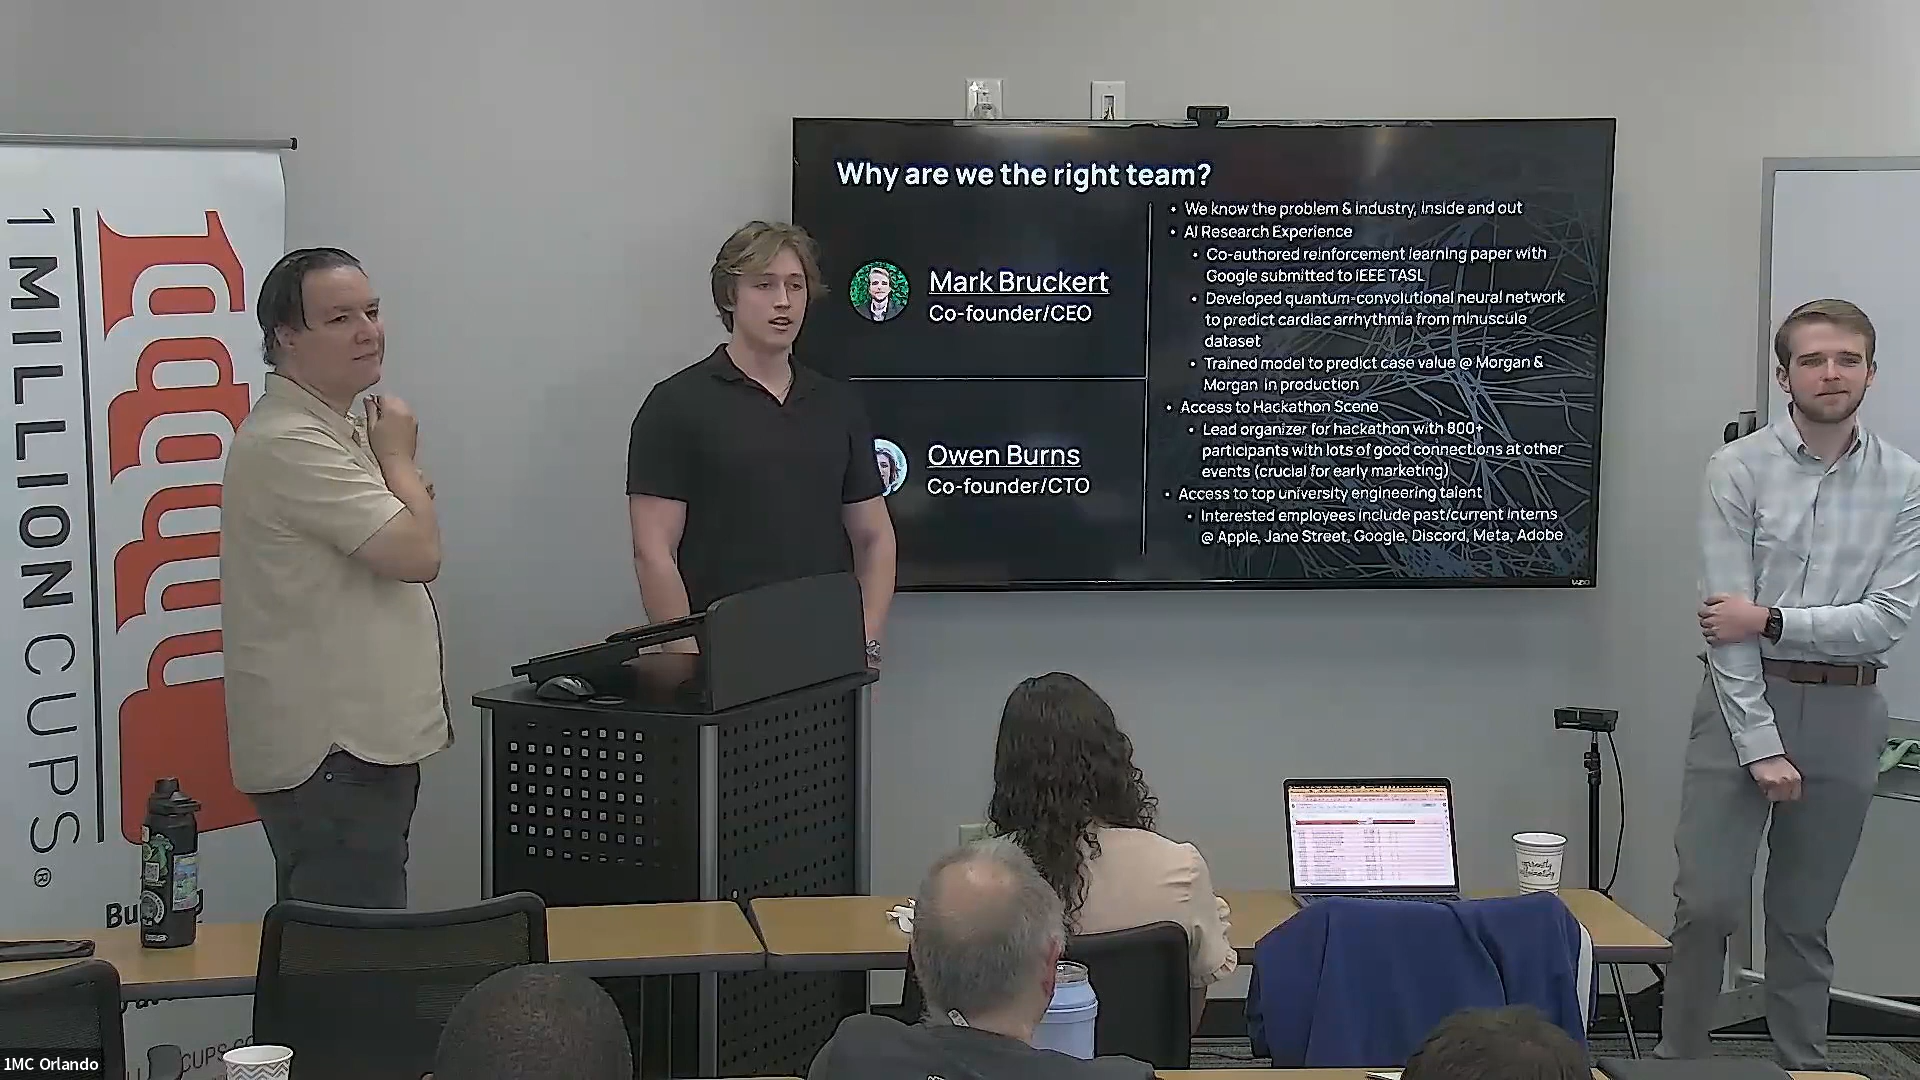 1 MILLION CUPS®
Why are we the right team?
Mark Bruckert
Co-founder/CEO
Owen Burns
Co-founder/CTO
• We know the problem & industry, inside and out
• AI Research Experience
• Co-authored reinforcement learning paper with
Google submitted to IEEE TASL
• Developed quantum-convolutional neural network
to predict cardiac arrhythmia from minuscule
dataset
• Trained model to predict case value @ Morgan &
Morgan in production
• Access to Hackathon Scene
• Lead organizer for hackathon with 800+
participants with lots of good connections at other
events (crucial for early marketing)
• Access to top university engineering talent
• Interested employees include past/current interns
@ Apple, Jane Street, Google, Discord, Meta, Adobe
VIZIO
Bu
CUPS.CO
1MC Orlando